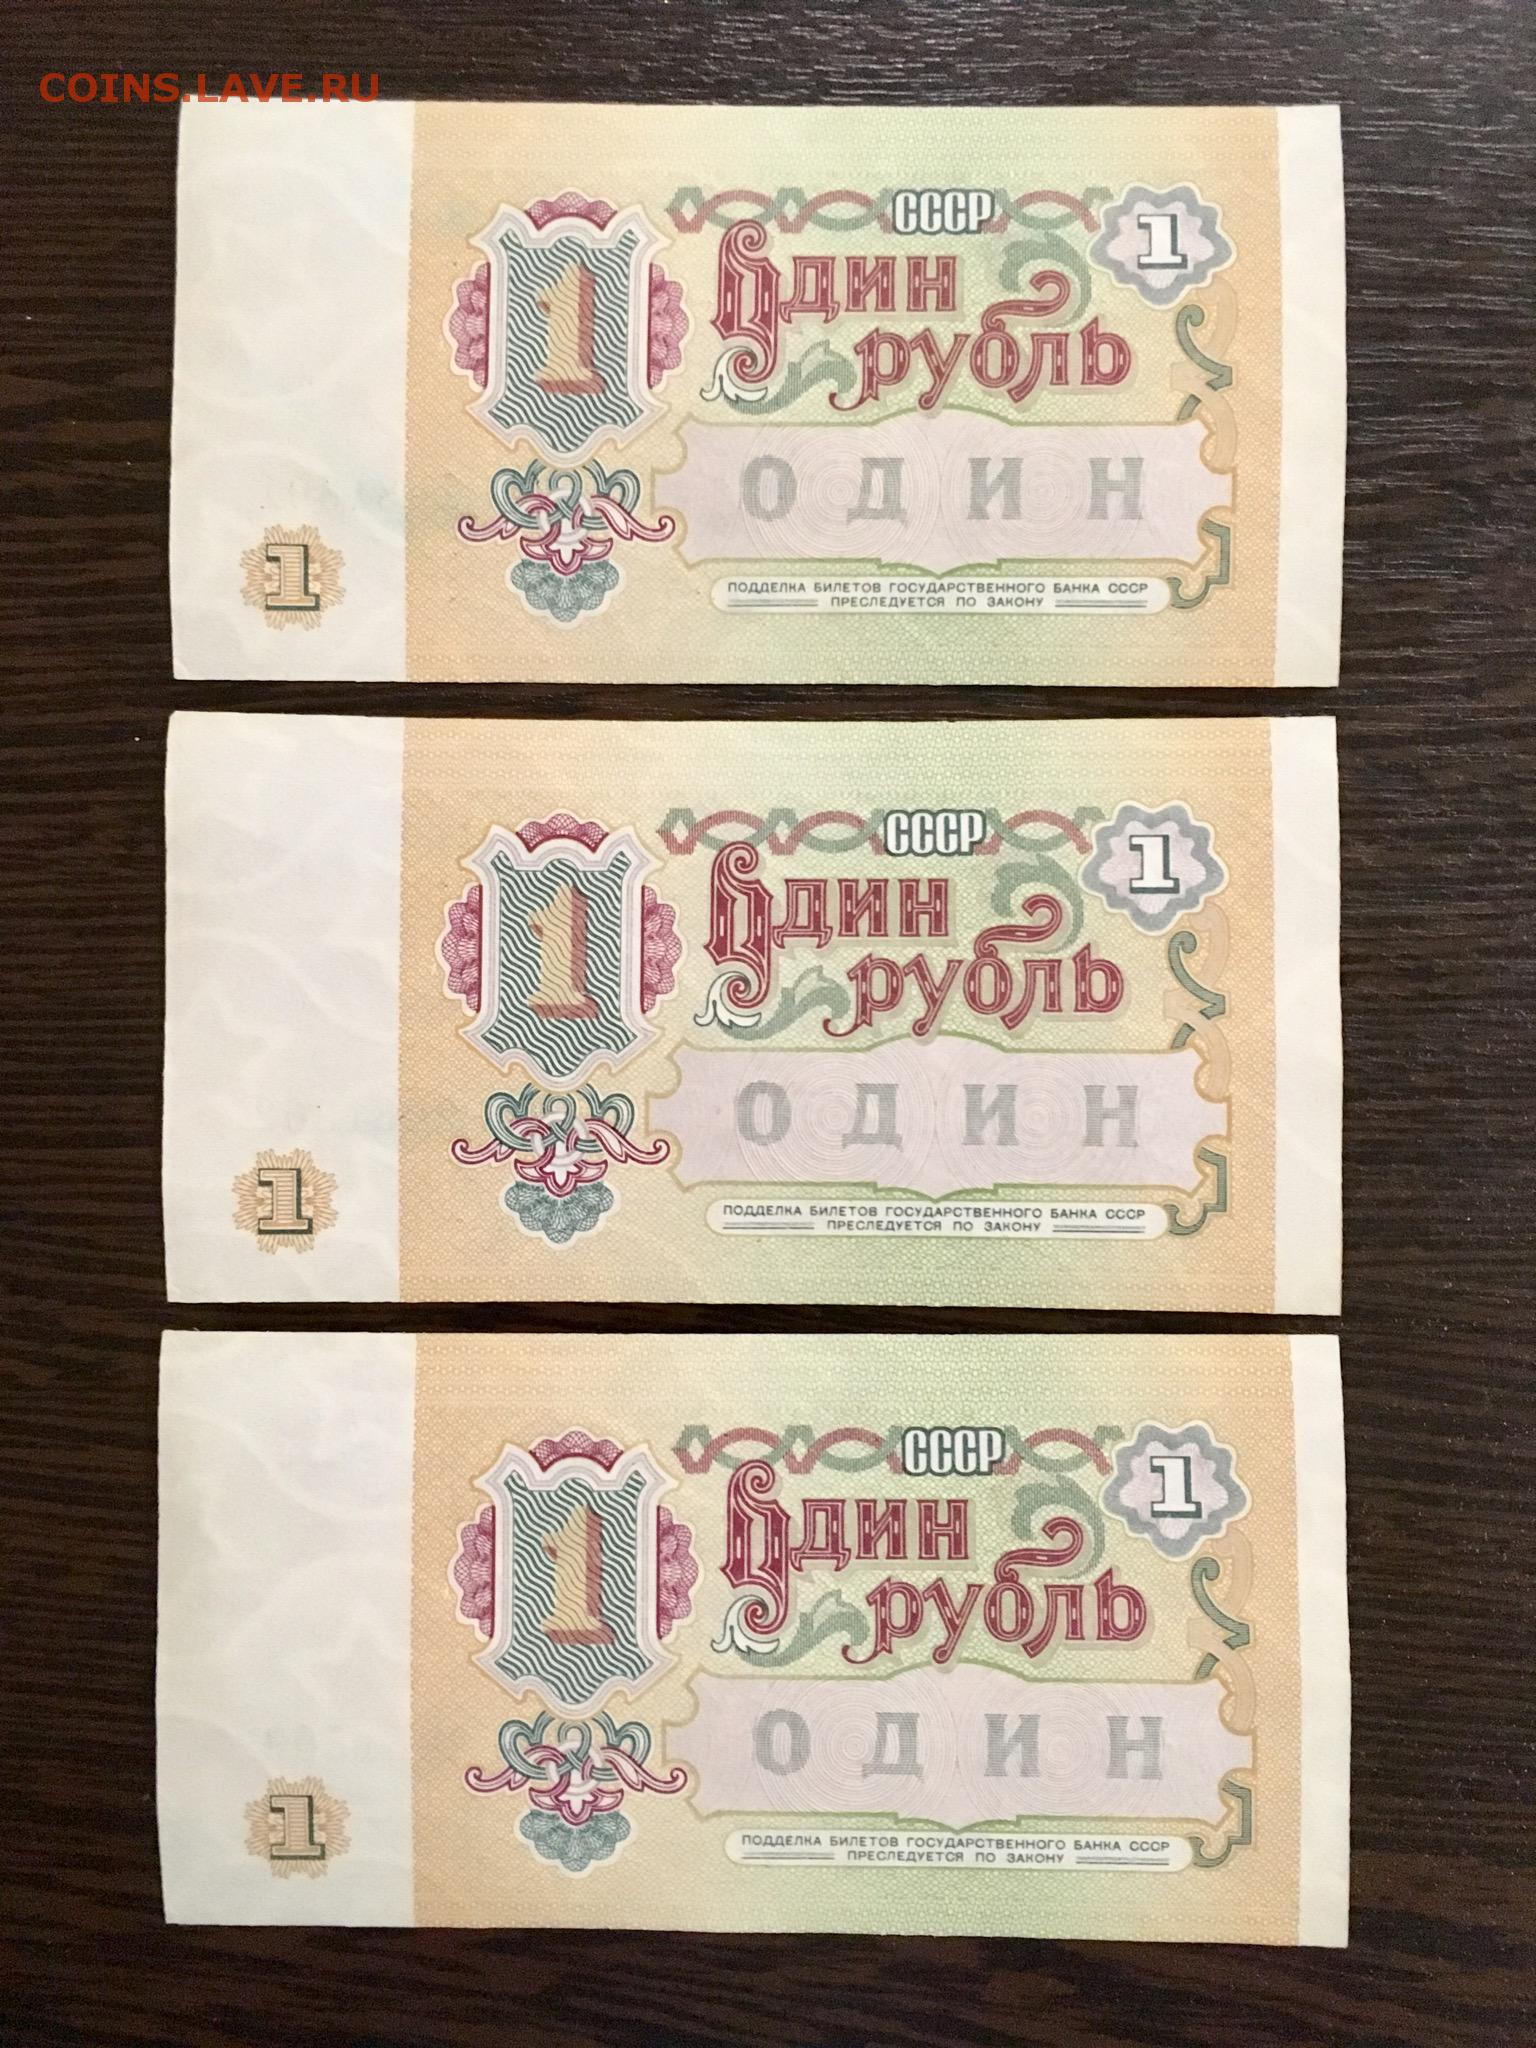 COINS.LAVE.RU
СССР
1
1
Один
рубль
ОДИН
1
ПОДДЕЛКА БИЛЕТОВ ГОСУДАРСТВЕННОГО БАНКА СССР
ПРЕСЛЕДУЕТСЯ ПО ЗАКОНУ
СССР
1
1
Один
рубль
ОДИН
1
ПОДДЕЛКА БИЛЕТОВ ГОСУДАРСТВЕННОГО БАНКА СССР
ПРЕСЛЕДУЕТСЯ ПО ЗАКОНУ
СССР
1
1
Один
рубль
ОДИН
1
ПОДДЕЛКА БИЛЕТОВ ГОСУДАРСТВЕННОГО БАНКА СССР
ПРЕСЛЕДУЕТСЯ ПО ЗАКОНУ